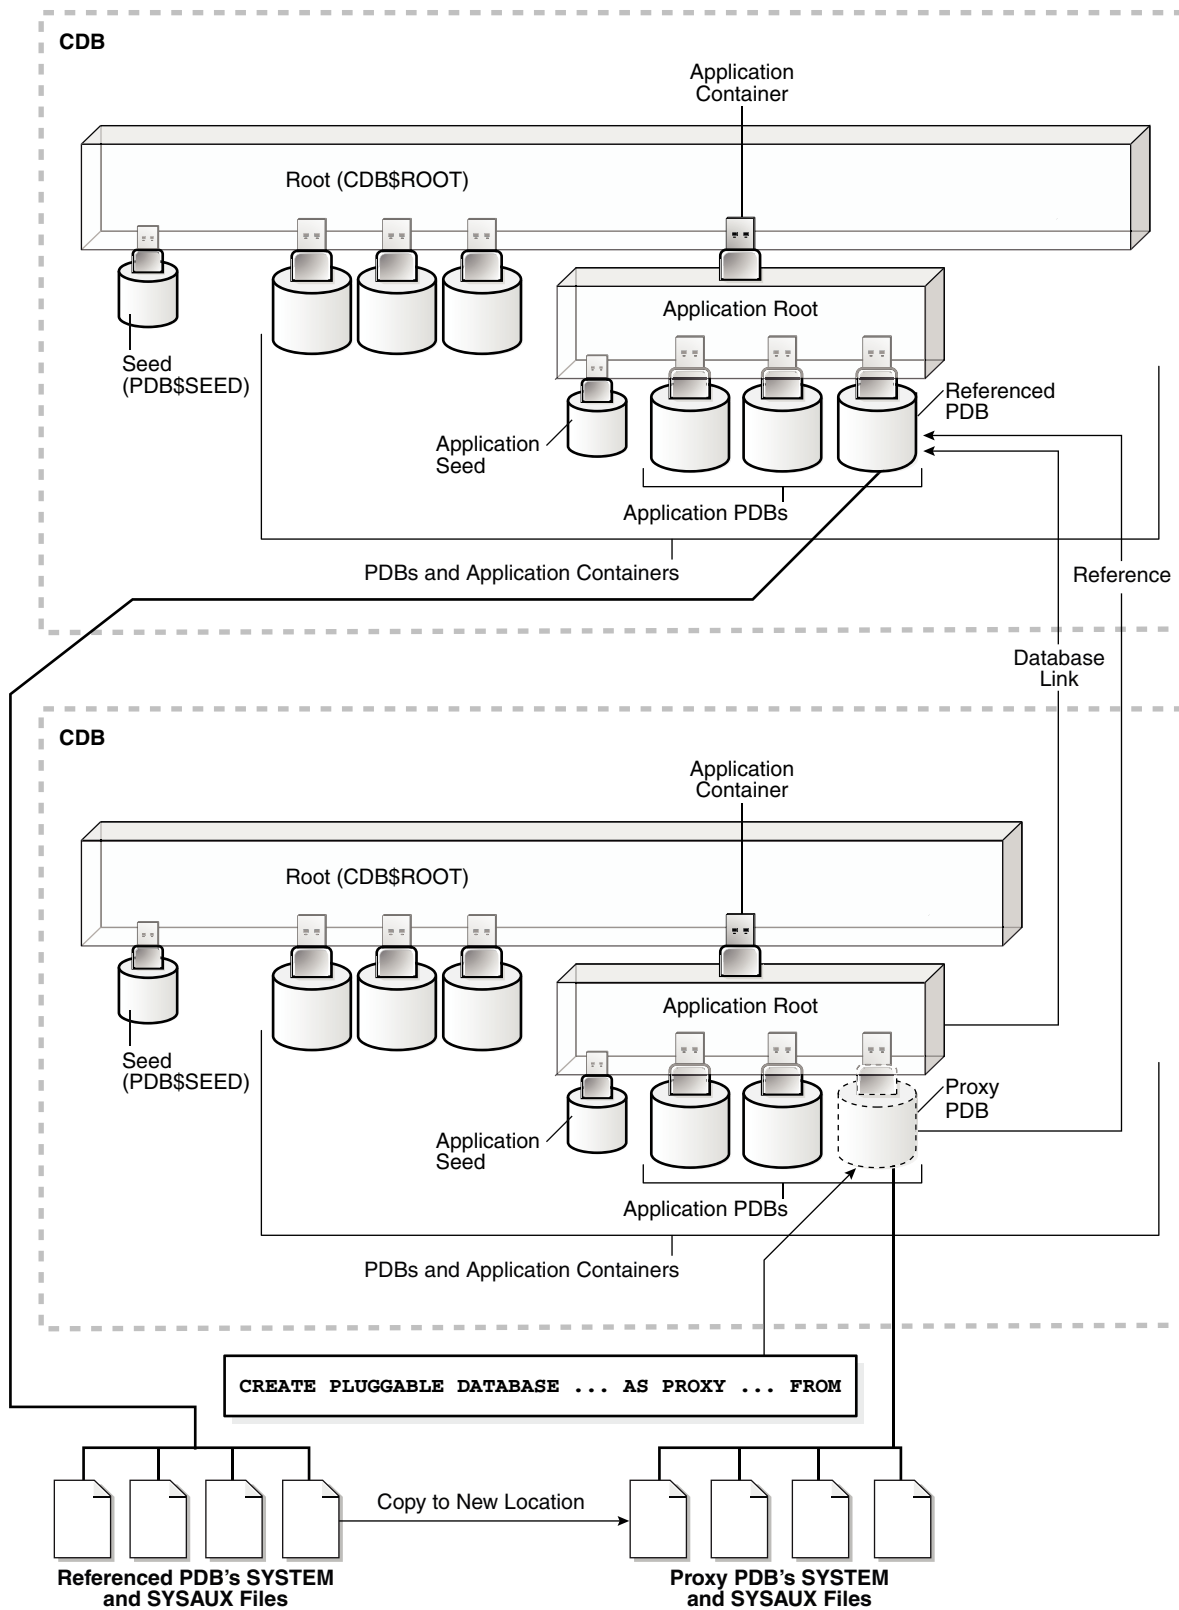 CDB
Application
Container
Root (CDB$ROOT)
Application Root
Seed
(PDB$SEED)
Referenced
PDB
Application
Seed
Application PDBs
PDBs and Application Containers
Reference
Database
Link
CDB
Application
Container
Root (CDB$ROOT)
Application Root
Seed
(PDB$SEED)
Proxy
PDB
Application
Seed
Application PDBs
PDBs and Application Containers
CREATE PLUGGABLE DATABASE ... AS PROXY ... FROM
Copy to New Location
Referenced PDB's SYSTEM
and SYSAUX Files
Proxy PDB's SYSTEM
and SYSAUX Files